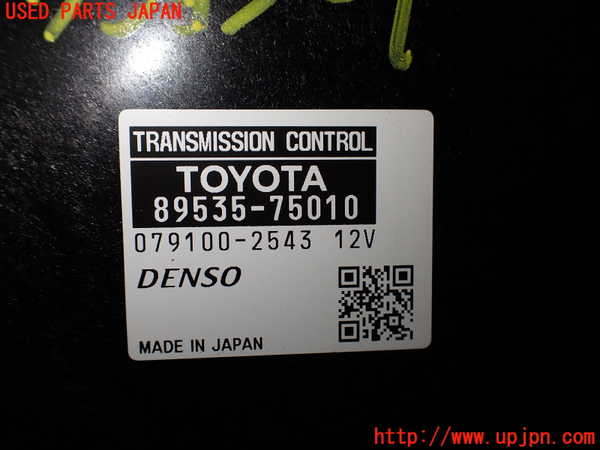 USED PARTS JAPAN
TRANSMISSION CONTROL
TOYOTA
89535-75010
079100-2543 12V
DENSO
MADE IN JAPAN
http://www.upjpn.com/